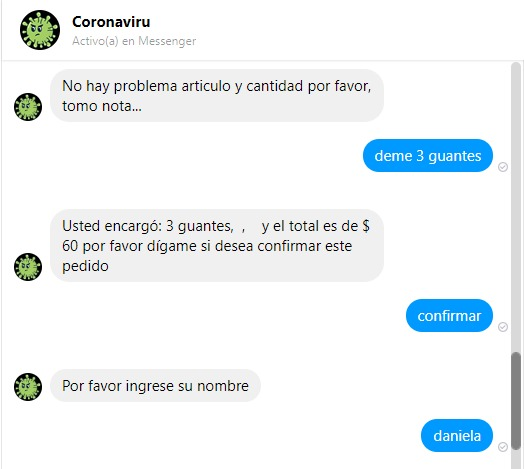 Coronaviru
Activo(a) en Messenger
No hay problema articulo y cantidad por favor,
tomo nota...
deme 3 guantes
Usted encargó: 3 guantes,  ,    y el total es de $
60 por favor dígame si desea confirmar este
pedido
confirmar
Por favor ingrese su nombre
daniela